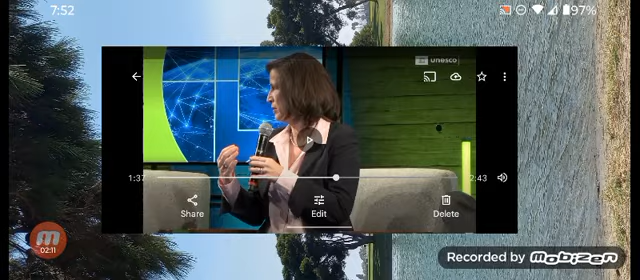 7:52
97%
unesco
1:37
2:43
Share
Edit
Delete
02:11
Recorded by mobizen